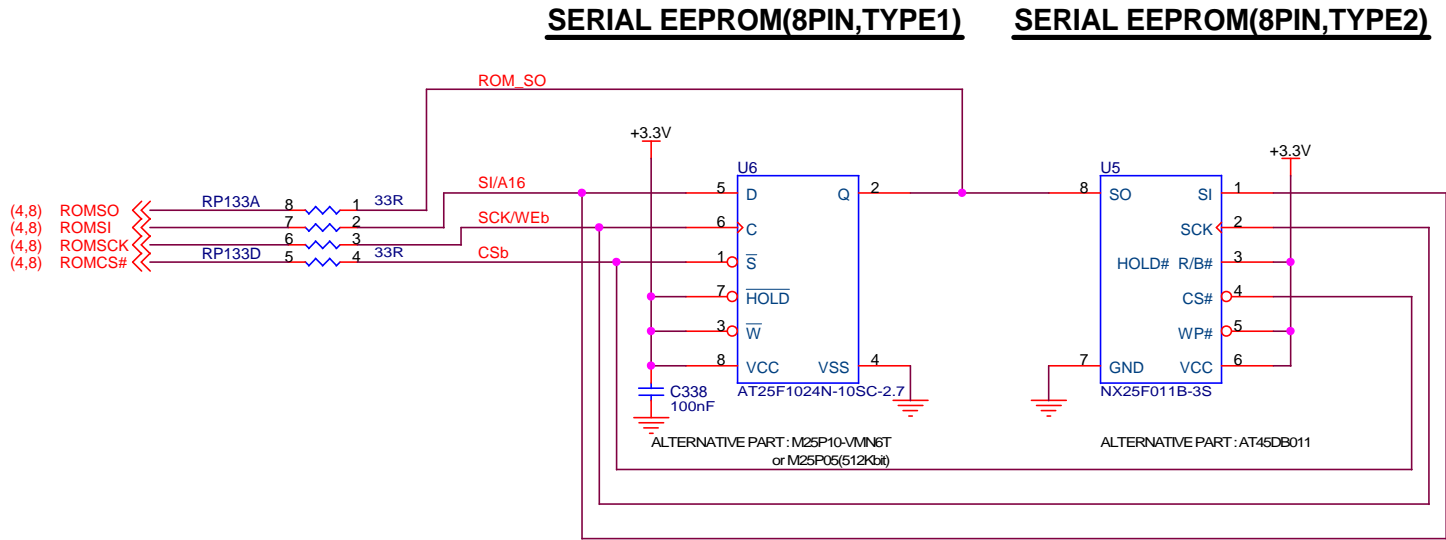 SERIAL EEPROM(8PIN,TYPE1) SERIAL EEPROM(8PIN,TYPE2)
ROM_SO
+3.3V
+3.3V
U6
U5
SI/A16
5 D Q 2
8 SO SI 1
(4,8) ROMSO RP133A 8 1 33R
(4,8) ROMSI 7 2
SCK/WEb
6 C
SCK 2
(4,8) ROMSCK 6 3
(4,8) ROMCS# RP133D 5 4 33R
CSb
1 S
HOLD# R/B# 3
7 HOLD
CS# 4
3 W
WP# 5
8 VCC VSS 4
7 GND VCC 6
C338
100nF
AT25F1024N-10SC-2.7
NX25F011B-3S
ALTERNATIVE PART : M25P10-VMN6T
or M25P05(512Kbit)
ALTERNATIVE PART : AT45DB011